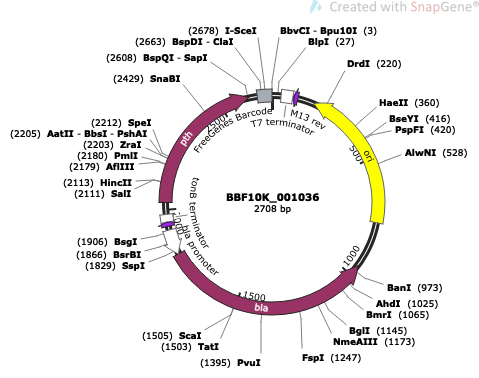 Created with SnapGene®
(2678) I-SceI
BbvCI - Bpu10I (3)
(2663) BspDI - ClaI
BlpI (27)
(2608) BspQI - SapI
DrdI (220)
(2429) SnaBI
HaeII (360)
BseYI (416)
PspFI (420)
AlwNI (528)
(2212) SpeI
(2205) AatII - BbsI - PshAI
(2203) ZraI
(2180) PmlI
(2179) AflIII
(2113) HincII
(2111) SalI
2500
FreeGenes Barcode
M13 rev
T7 terminator
pth
ori
500
BBF10K_001036
2708 bp
tonB terminator
bla promoter
(1906) BsgI
(1866) BsrBI
(1829) SspI
1000
1500
bla
BanI (973)
AhdI (1025)
BmrI (1065)
BglI (1145)
NmeAIII (1173)
FspI (1247)
(1505) ScaI
(1503) TatI
(1395) PvuI